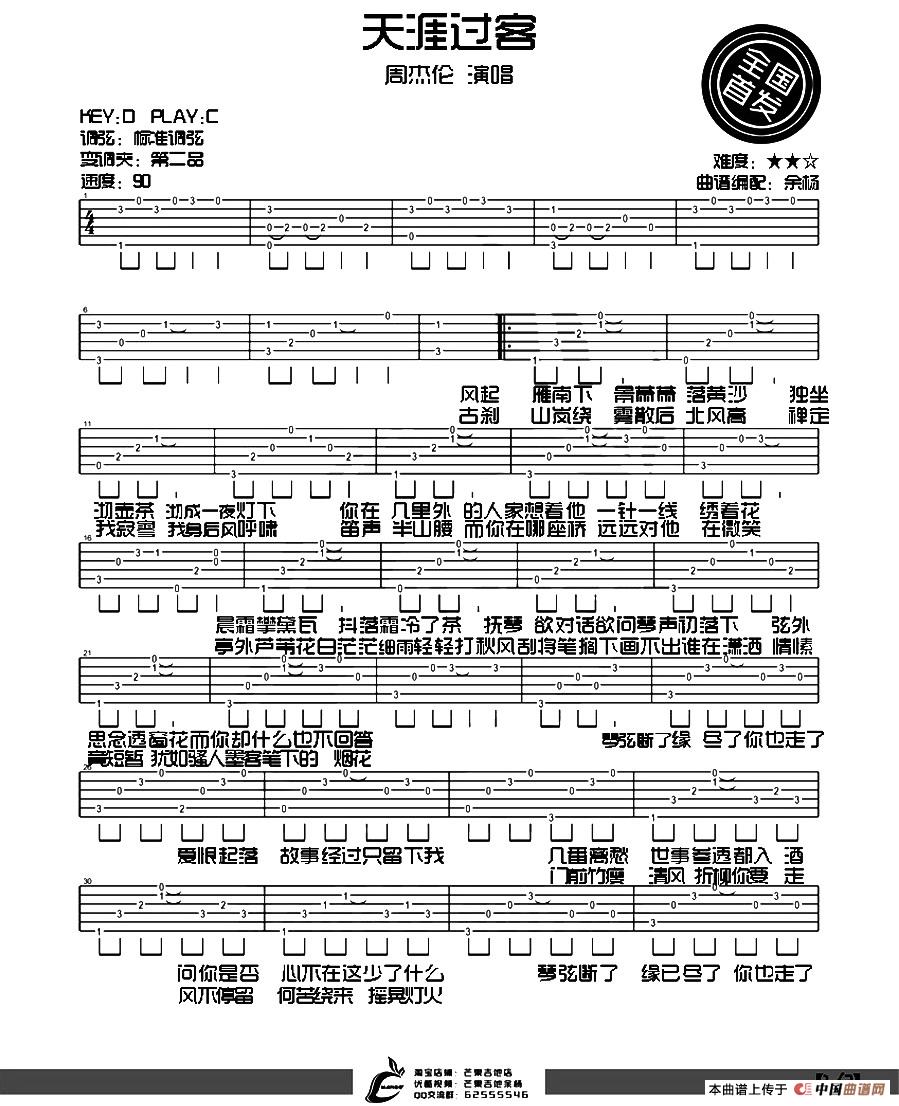 天涯过客
周杰伦 演唱
全国
首发
KEY:D PLAY:C
调弦：标准调弦
变调夹：第二品
速度：90
难度：★★☆
曲谱编配：余杨
风起 雁南下 景萧萧 落黄沙 独坐
古刹 山岚绕 雾散后 北风高 禅走
沏壶茶 沏成一夜灯下 你在 几里外 的人家想着他 一针一线 绣着花
我寂寥 我身后风呼啸 笛声 半山腰 而你在哪座桥 远远对他 在微笑
晨霜攀黛瓦 抖落霜冷了茶 抚琴 欲对话欲问琴声初落下 弦外
亭外芦苇花白茫茫细雨轻轻打秋风刮将笔搁下画不出谁在潇洒 情愫
思念透窗花而你却什么也不回答 琴弦断了缘 尽了你也走了
竟短暂 犹如骚人墨客笔下的 烟花
爱恨起落 故事经过只留下我 几番离愁 世事参透都入 酒
门前竹瘦 清风 折柳你要 走
问你是否 心不在这少了什么 琴弦断了 缘已尽了 你也走了
风不停留 何苦绕来 摇晃灯火
淘宝店铺：芒果吉他店
优酷视频：芒果吉他余杨
QQ交流群：62555546
本曲谱上传于 中国曲谱网